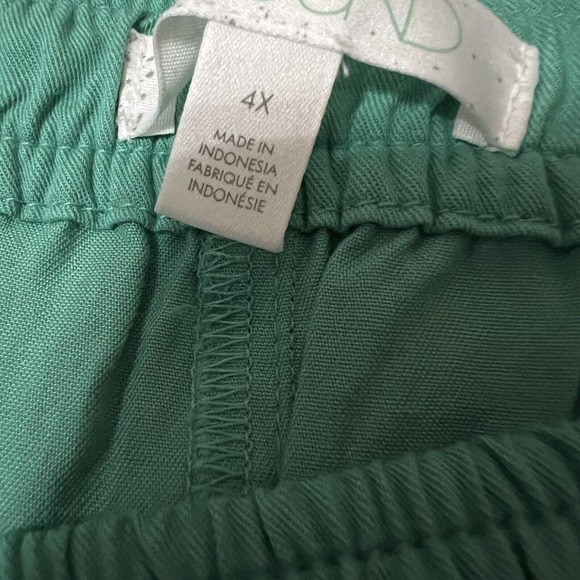 4X
MADE IN
INDONESIA
FABRIQUÉ EN
INDONÉSIE